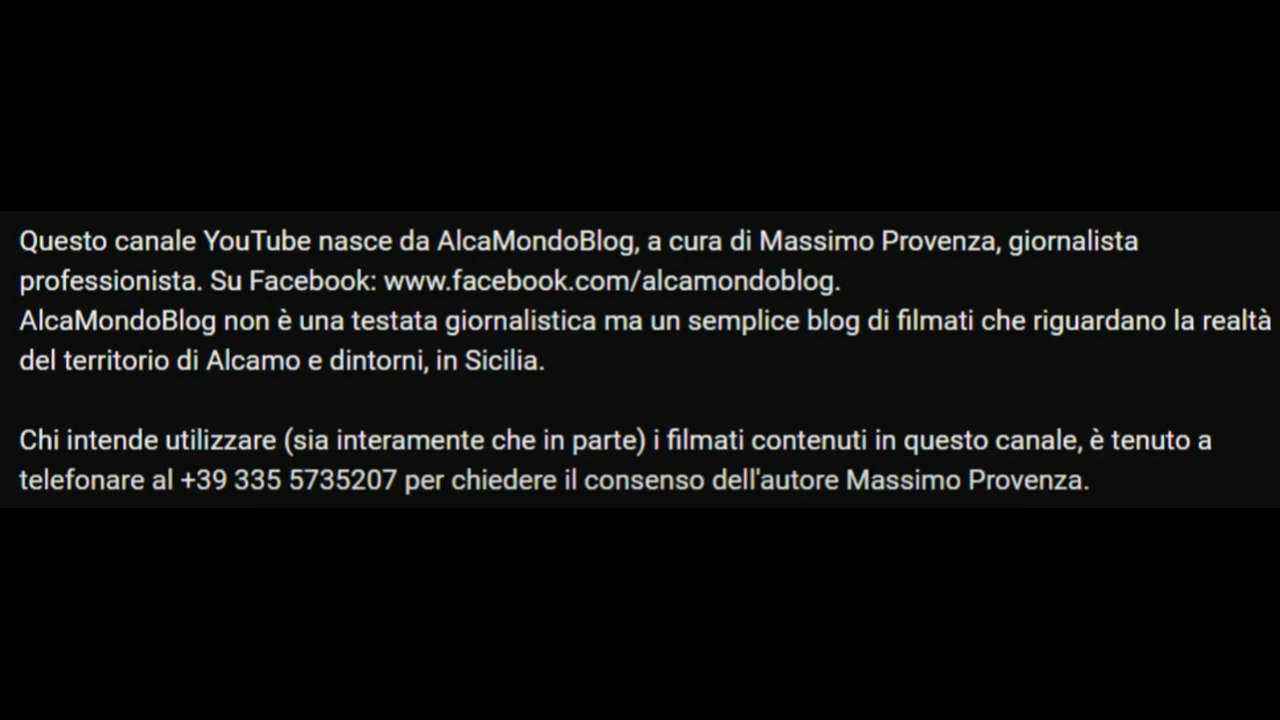 Questo canale YouTube nasce da AlcaMondoBlog, a cura di Massimo Provenza, giornalista
professionista. Su Facebook: www.facebook.com/alcamondoblog.
AlcaMondoBlog non è una testata giornalistica ma un semplice blog di filmati che riguardano la realtà
del territorio di Alcamo e dintorni, in Sicilia.
Chi intende utilizzare (sia interamente che in parte) i filmati contenuti in questo canale, è tenuto a
telefonare al +39 335 5735207 per chiedere il consenso dell'autore Massimo Provenza.